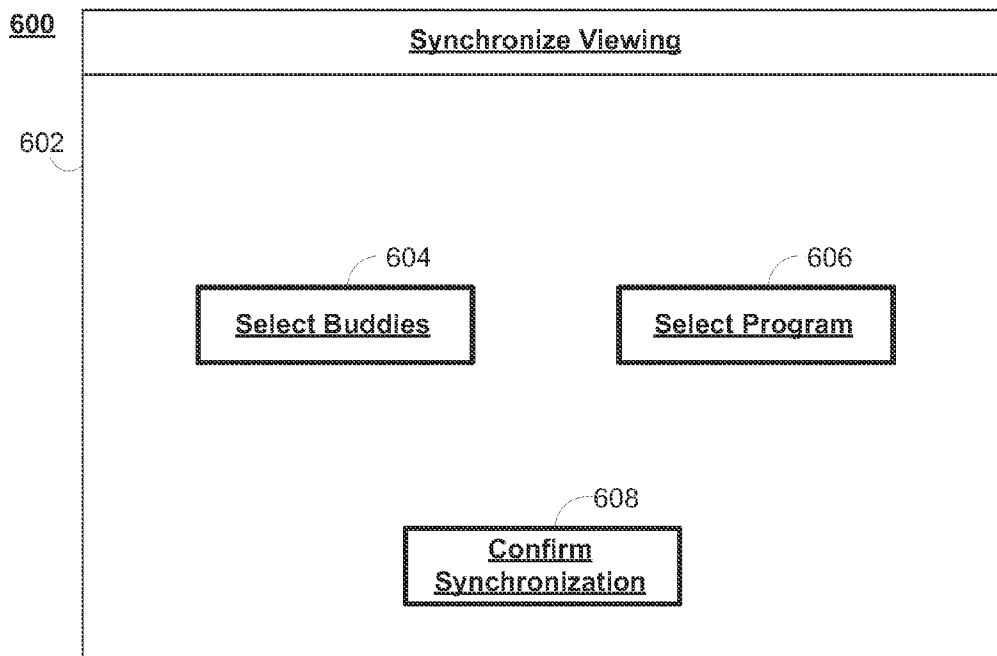 600
Synchronize Viewing
602
604
606
Select Buddies
Select Program
608
Confirm
Synchronization